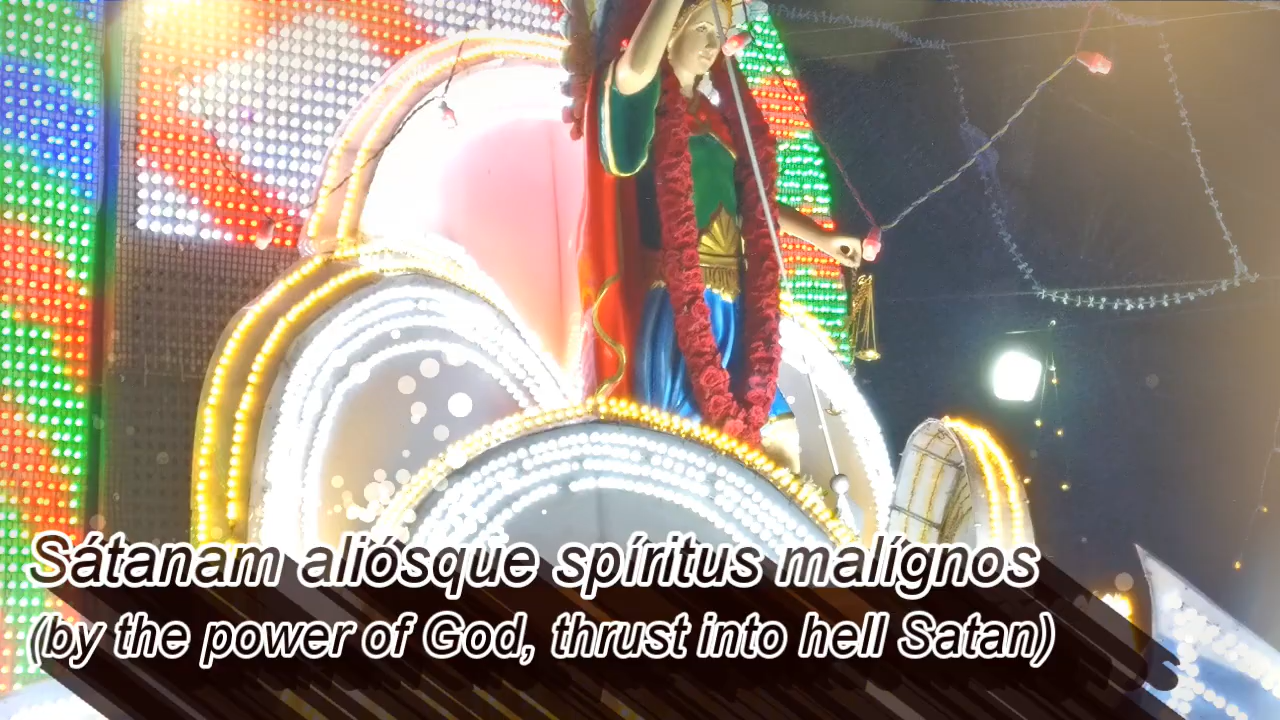 Sátanam aliósque spíritus malígnos
(by the power of God, thrust into hell Satan)